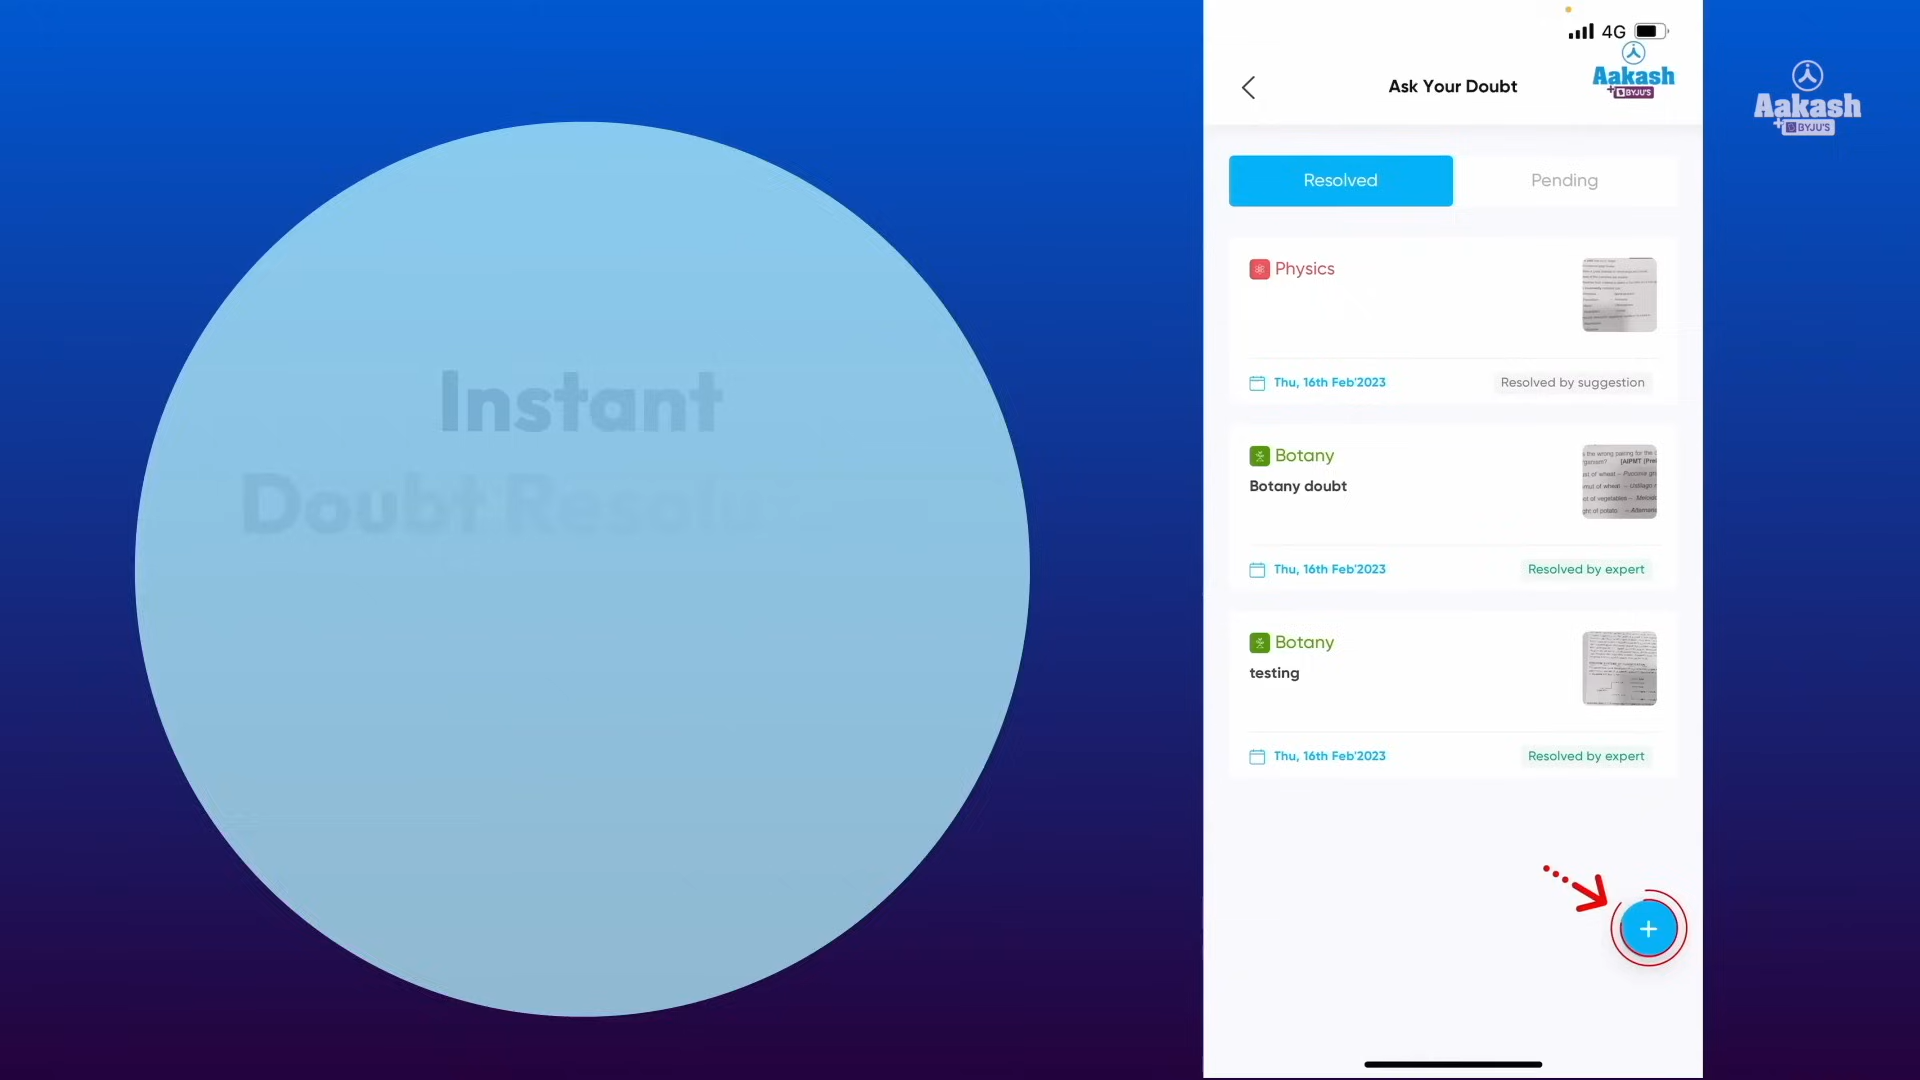 Instant
Doubt Resolu
4G
Aakash
+BYJU'S
Ask Your Doubt
Aakash
+BYJU'S
Resolved
Pending
Physics
Thu, 16th Feb'2023
Resolved by suggestion
Botany
Botany doubt
Thu, 16th Feb'2023
Resolved by expert
Botany
testing
Thu, 16th Feb'2023
Resolved by expert
+